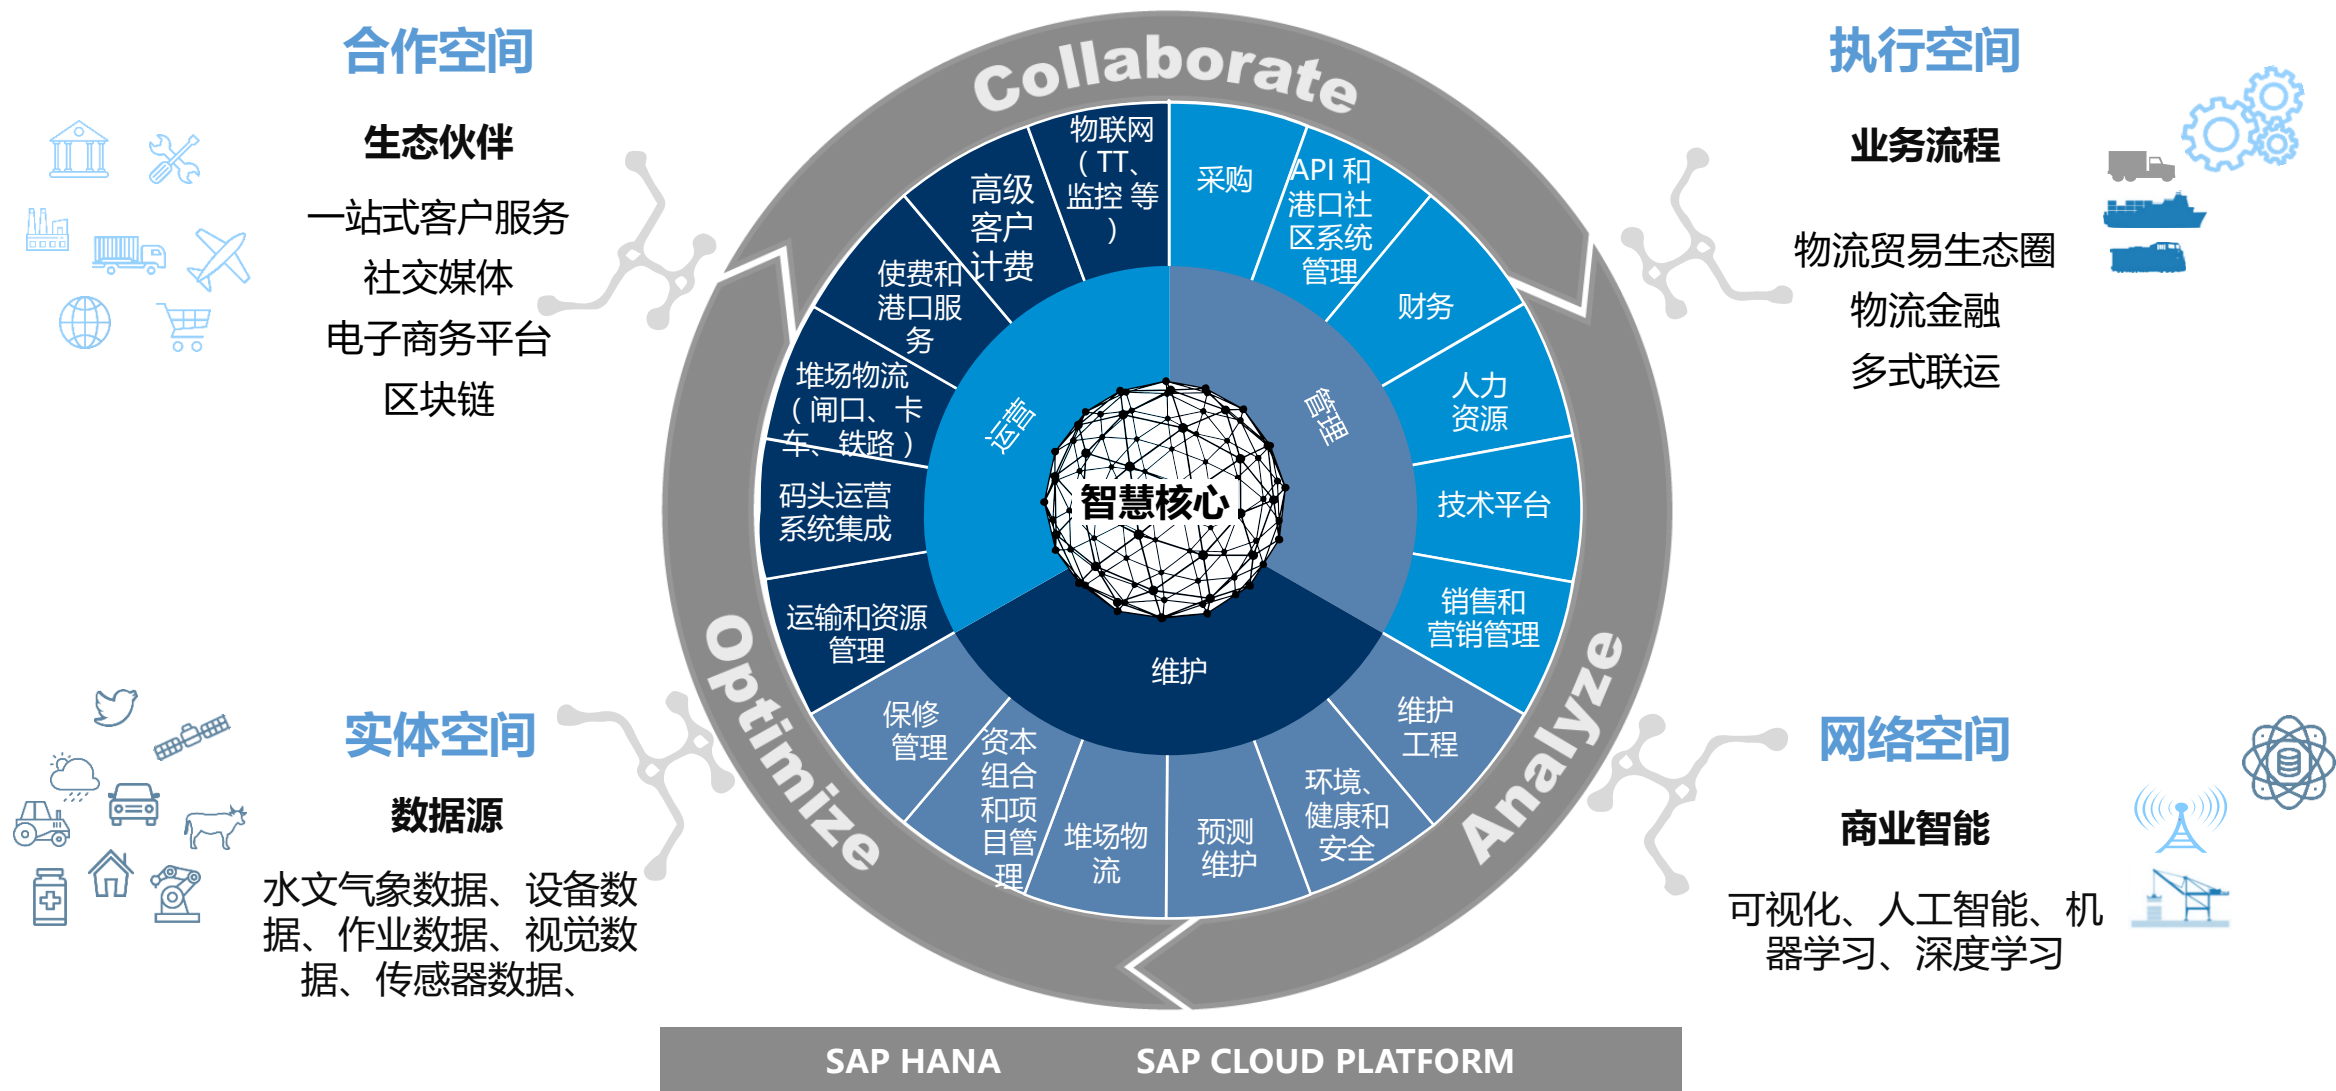 合作空间
生态伙伴
一站式客户服务
社交媒体
电子商务平台
区块链
执行空间
业务流程
物流贸易生态圈
物流金融
多式联运
实体空间
数据源
水文气象数据、设备数
据、作业数据、视觉数
据、传感器数据、
网络空间
商业智能
可视化、人工智能、机
器学习、深度学习
Collaborate
Analyze
Optimize
物联网
（TT、
监控 等
）
采购
API 和
港口社
区系统
管理
财务
人力
资源
技术平台
销售和
营销管理
维护
工程
环境、
健康和
安全
预测
维护
堆场物
流
资本
组合
和项
目管
理
保修
管理
运输和资源
管理
码头运营
系统集成
堆场物流
（闸口、卡
车、铁路）
使费和
港口服
务
高级
客户
计费
运营
管理
维护
智慧核心
SAP HANA
SAP CLOUD PLATFORM